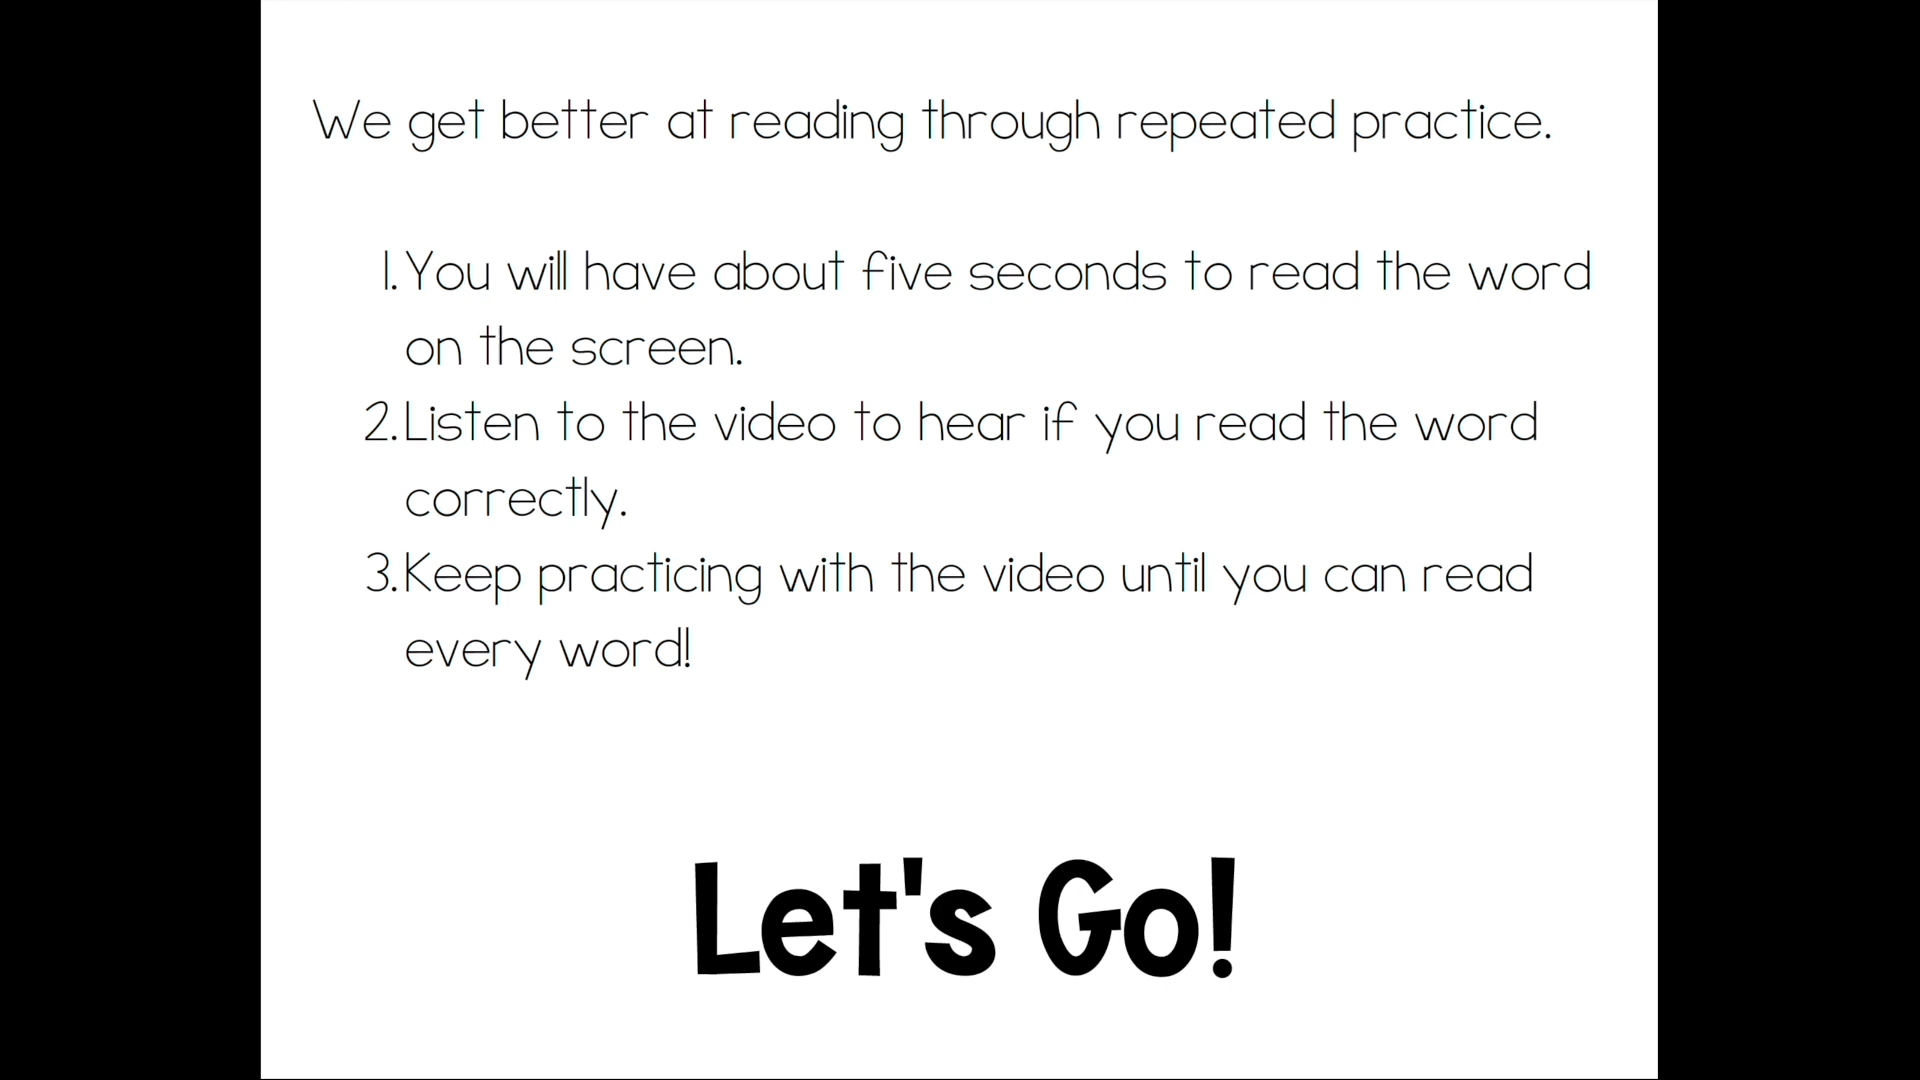 We get better at reading through repeated practice.
1. You will have about five seconds to read the word
on the screen.
2. Listen to the video to hear if you read the word
correctly.
3. Keep practicing with the video until you can read
every word!
Let's Go!